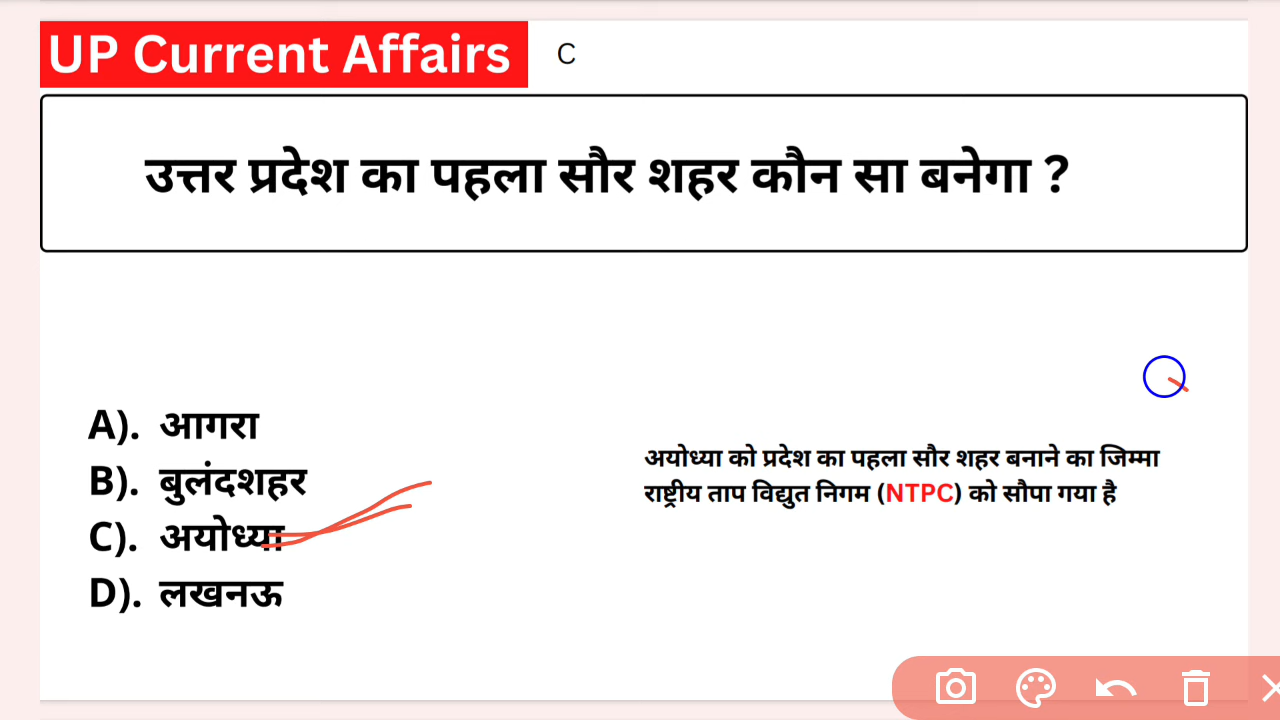 UP Current Affairs C
उत्तर प्रदेश का पहला सौर शहर कौन सा बनेगा ?
A). आगरा
B). बुलंदशहर
C). अयोध्या
D). लखनऊ
अयोध्या को प्रदेश का पहला सौर शहर बनाने का जिम्मा
राष्ट्रीय ताप विद्युत निगम (NTPC) को सौपा गया है